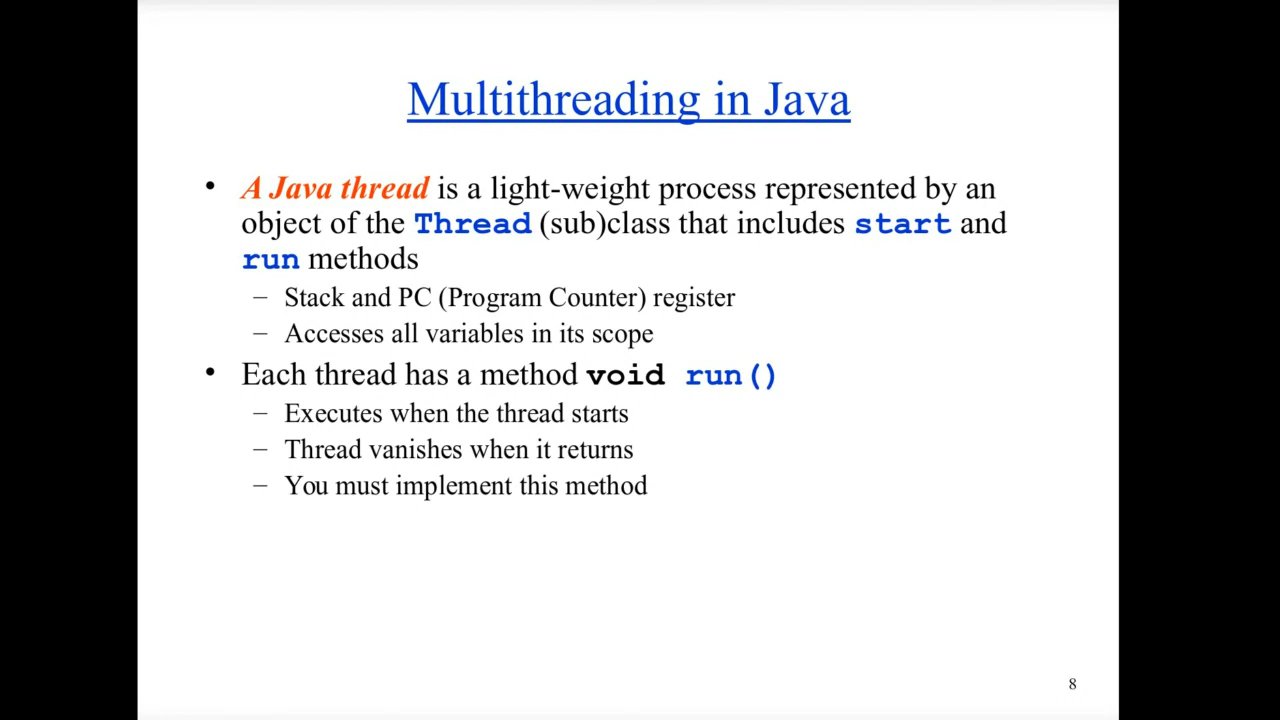 Multithreading in Java
• A Java thread is a light-weight process represented by an
object of the Thread (sub)class that includes start and
run methods
– Stack and PC (Program Counter) register
– Accesses all variables in its scope
• Each thread has a method void run()
– Executes when the thread starts
– Thread vanishes when it returns
– You must implement this method
8